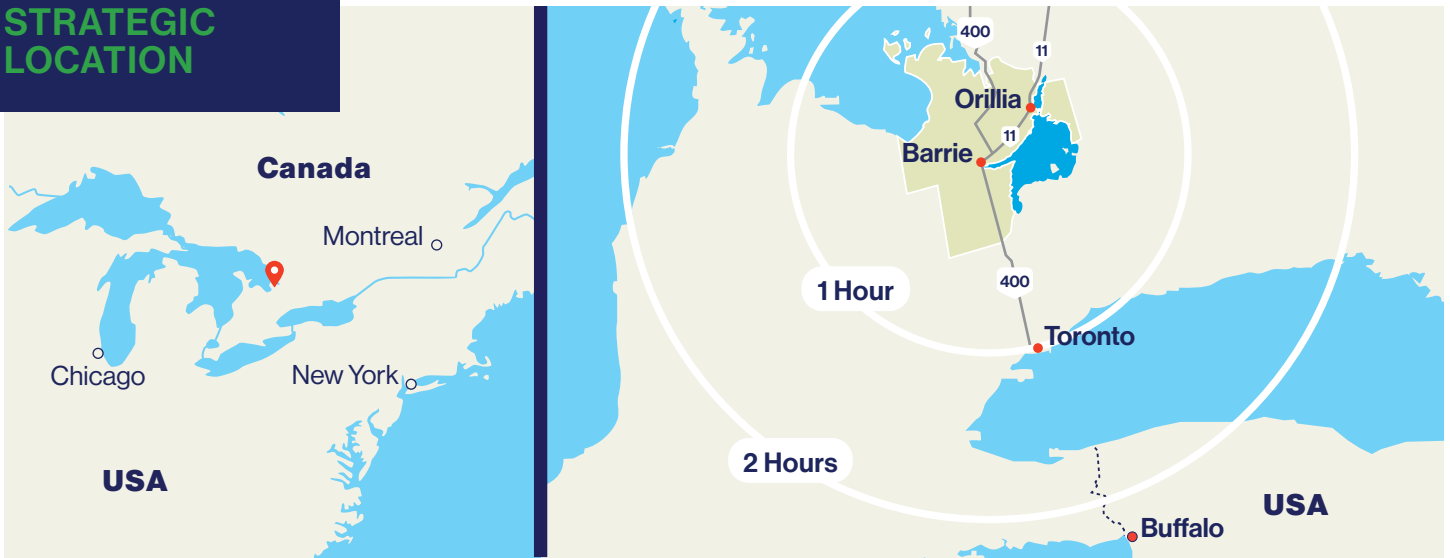 STRATEGIC
LOCATION
Canada
Montreal
Chicago
New York
USA
400
11
Orillia
11
Barrie
400
1 Hour
Toronto
2 Hours
USA
Buffalo